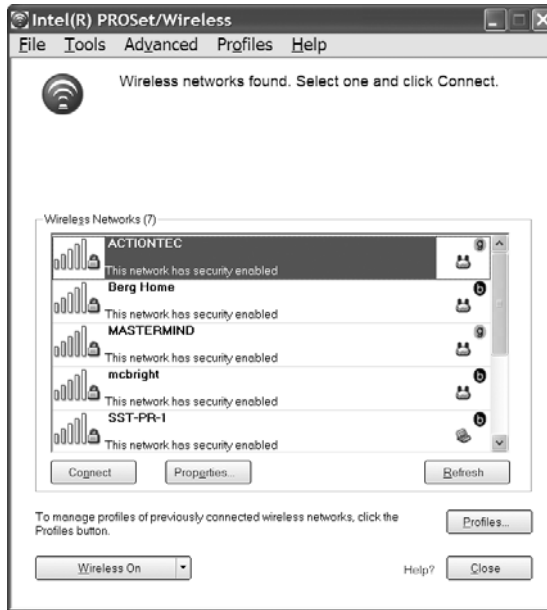 Intel(R) PROSet/Wireless
File Tools Advanced Profiles Help
Wireless networks found. Select one and click Connect.
Wireless Networks (7)
ACTIONTEC
g
This network has security enabled
Berg Home
b
This network has security enabled
MASTERMIND
g
This network has security enabled
mcbright
b
This network has security enabled
SST-PR-1
b
This network has security enabled
Connect Properties... Refresh
To manage profiles of previously connected wireless networks, click the
Profiles button.
Profiles...
Wireless On Help? Close